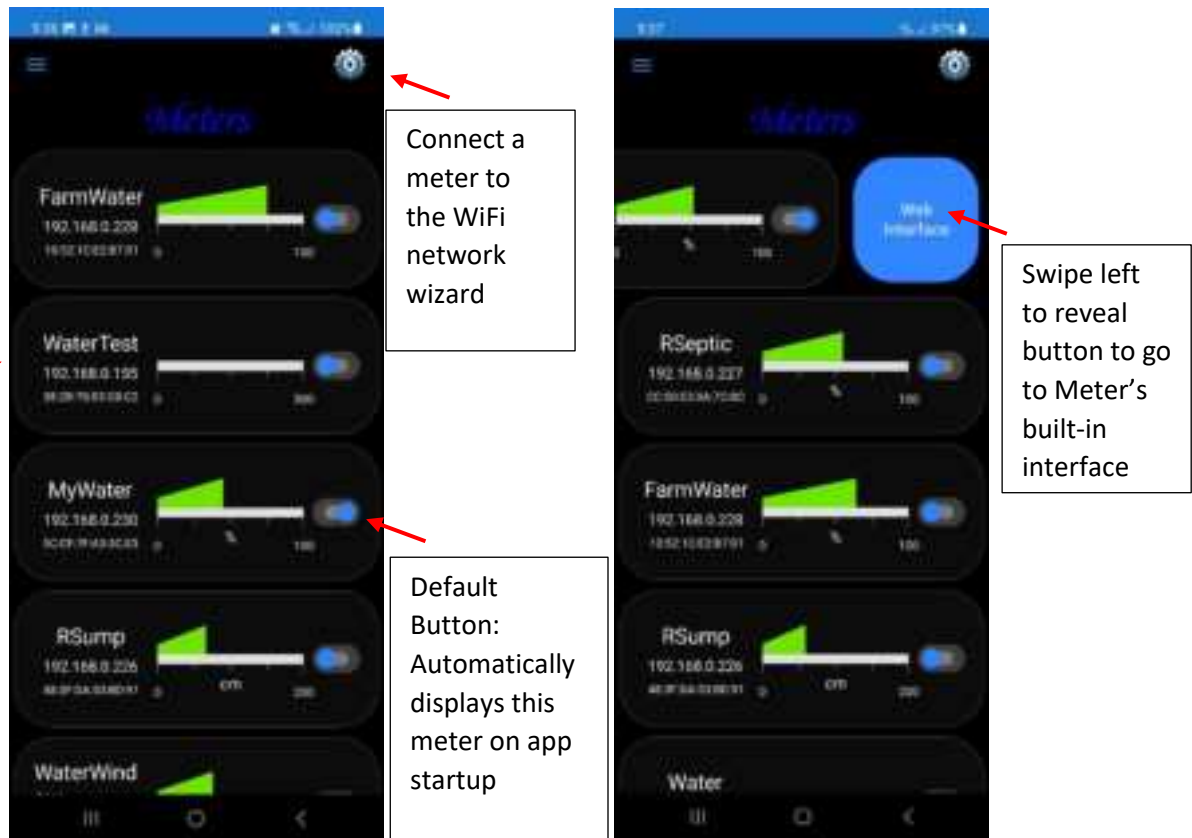 Meters
FarmWater
192.168.0.228
0
100
WaterTest
192.168.0.155
0
300
MyWater
192.168.0.230
0
%
100
RSump
192.168.0.226
0
cm
200
WaterWind
Connect a
meter to
the WiFi
network
wizard
Default
Button:
Automatically
displays this
meter on app
startup
Meters
%
100
Web
Interface
RSeptic
192.168.0.227
0
%
100
FarmWater
192.168.0.228
0
%
100
RSump
192.168.0.226
0
cm
200
Water
Swipe left
to reveal
button to go
to Meter’s
built-in
interface